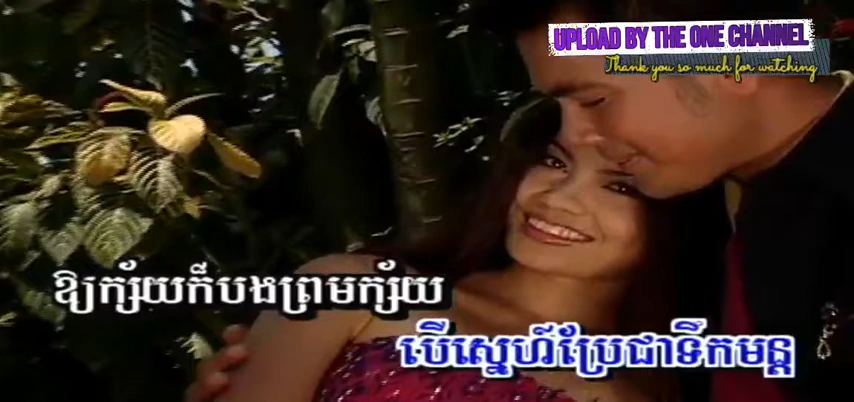 UPLOAD BY THE ONE CHANNEL
Thank you so much for watching
ឱ្យក្ស័យក៏បងព្រមក្ស័យ
បើស្នេហ៍ប្រែជាទឹកមន្ត